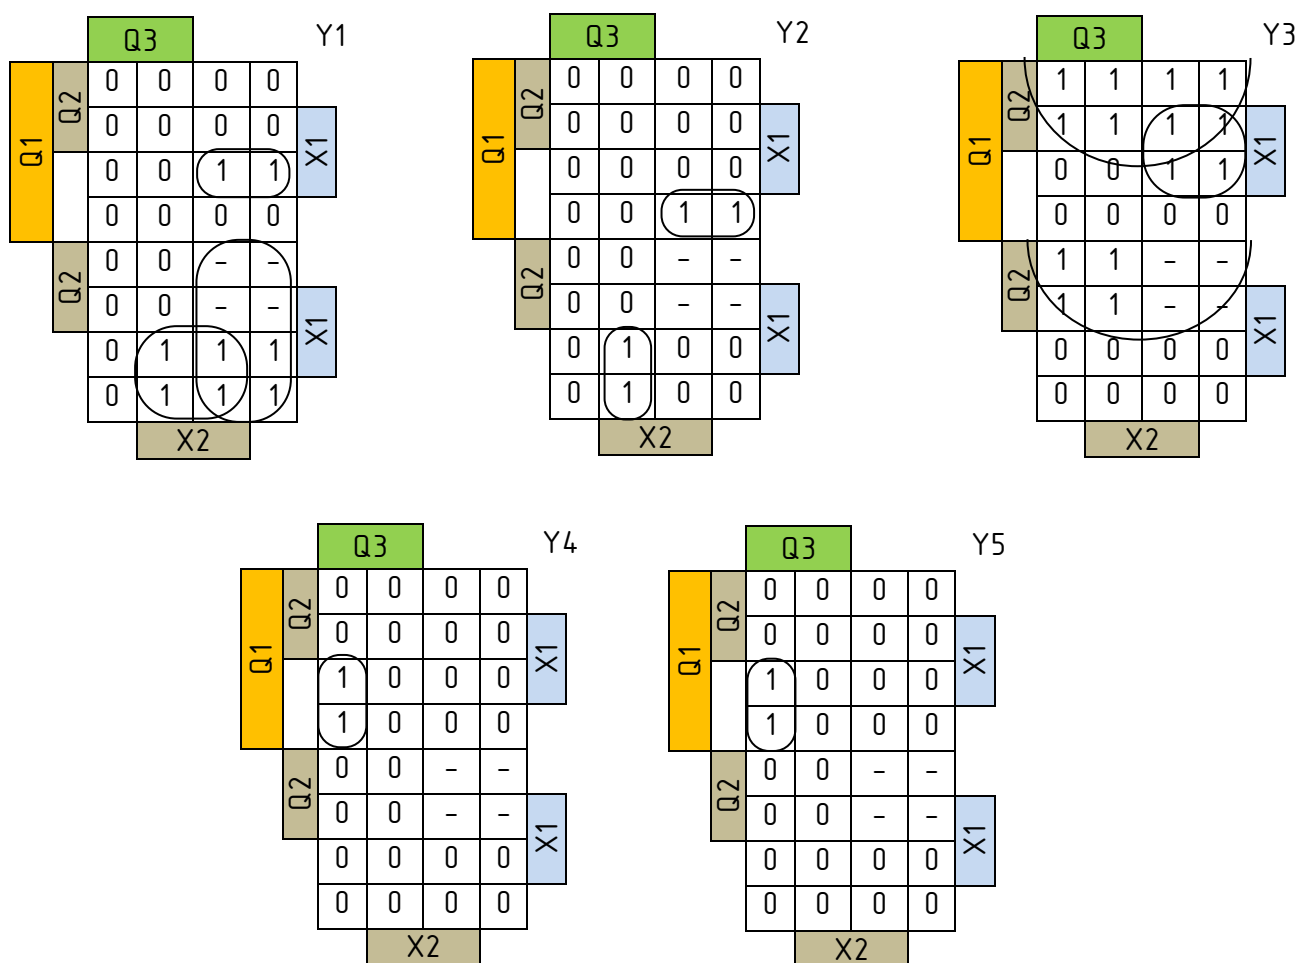 Q3 Y1
Q1 Q2 0 0 0 0
0 0 0 0 X1
0 0 1 1
0 0 0 0
Q2 0 0 – –
0 0 – – X1
0 1 1 1
0 1 1 1
X2
Q3 Y2
Q1 Q2 0 0 0 0
0 0 0 0 X1
0 0 0 0
0 0 1 1
Q2 0 0 – –
0 0 – – X1
0 1 0 0
0 1 0 0
X2
Q3 Y3
Q1 Q2 1 1 1 1
1 1 1 1 X1
0 0 1 1
0 0 0 0
Q2 1 1 – –
1 1 – – X1
0 0 0 0
0 0 0 0
X2
Q3 Y4
Q1 Q2 0 0 0 0
0 0 0 0 X1
1 0 0 0
1 0 0 0
Q2 0 0 – –
0 0 – – X1
0 0 0 0
0 0 0 0
X2
Q3 Y5
Q1 Q2 0 0 0 0
0 0 0 0 X1
1 0 0 0
1 0 0 0
Q2 0 0 – –
0 0 – – X1
0 0 0 0
0 0 0 0
X2